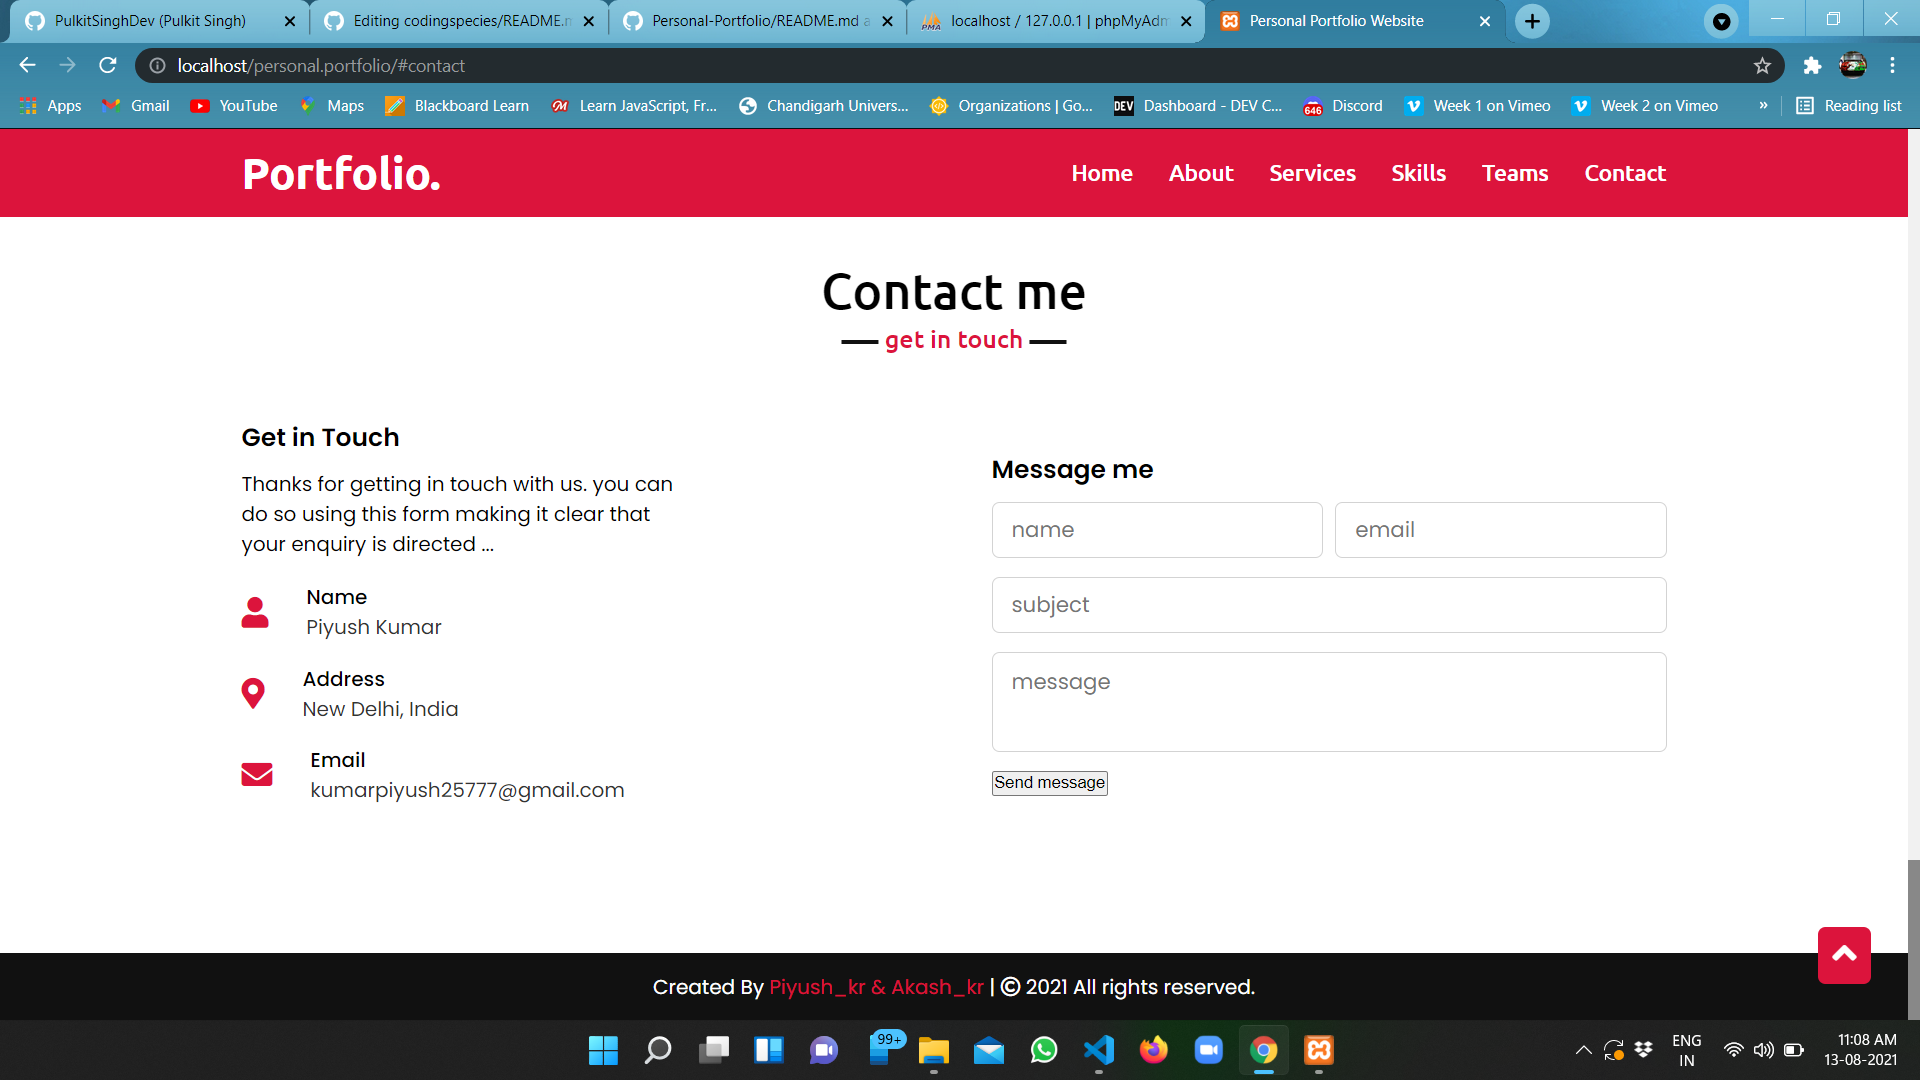 PulkitSinghDev (Pulkit Singh)
Editing codingspecies/README.m
Personal-Portfolio/README.md a
localhost / 127.0.0.1 | phpMyAdm
Personal Portfolio Website
localhost/personal.portfolio/#contact
Apps
Gmail
YouTube
Maps
Blackboard Learn
Learn JavaScript, Fr...
Chandigarh Univers...
Organizations | Go...
DEV
Dashboard - DEV C...
646
Discord
Week 1 on Vimeo
Week 2 on Vimeo
»
Reading list
Portfolio.
Home About Services Skills Teams Contact
Contact me
get in touch
Get in Touch
Thanks for getting in touch with us. you can
do so using this form making it clear that
your enquiry is directed ...
Name
Piyush Kumar
Address
New Delhi, India
Email
kumarpiyush25777@gmail.com
Message me
name
email
subject
message
Send message
Created By Piyush_kr & Akash_kr | © 2021 All rights reserved.
99+
ENG
IN
11:08 AM
13-08-2021